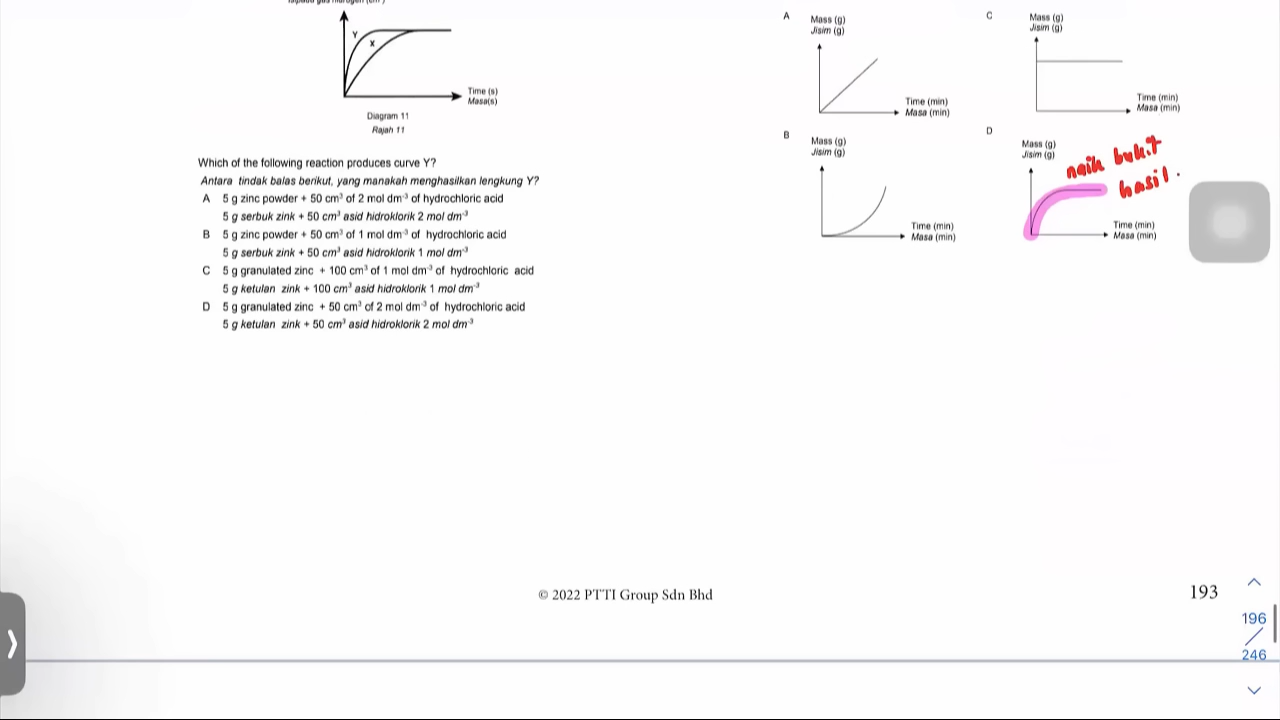 Y
X
Time (s)
Masa(s)
Diagram 11
Rajah 11
Which of the following reaction produces curve Y?
Antara tindak balas berikut, yang manakah menghasilkan lengkung Y?
A 5 g zinc powder + 50 cm³ of 2 mol dm⁻³ of hydrochloric acid
5 g serbuk zink + 50 cm³ asid hidroklorik 2 mol dm⁻³
B 5 g zinc powder + 50 cm³ of 1 mol dm⁻³ of hydrochloric acid
5 g serbuk zink + 50 cm³ asid hidroklorik 1 mol dm⁻³
C 5 g granulated zinc + 100 cm³ of 1 mol dm⁻³ of hydrochloric acid
5 g ketulan zink + 100 cm³ asid hidroklorik 1 mol dm⁻³
D 5 g granulated zinc + 50 cm³ of 2 mol dm⁻³ of hydrochloric acid
5 g ketulan zink + 50 cm³ asid hidroklorik 2 mol dm⁻³
A Mass (g)
Jisim (g)
Time (min)
Masa (min)
B Mass (g)
Jisim (g)
Time (min)
Masa (min)
C Mass (g)
Jisim (g)
Time (min)
Masa (min)
D Mass (g)
Jisim (g)
naik bukit
hasil.
Time (min)
Masa (min)
© 2022 PTTI Group Sdn Bhd
193
196
246